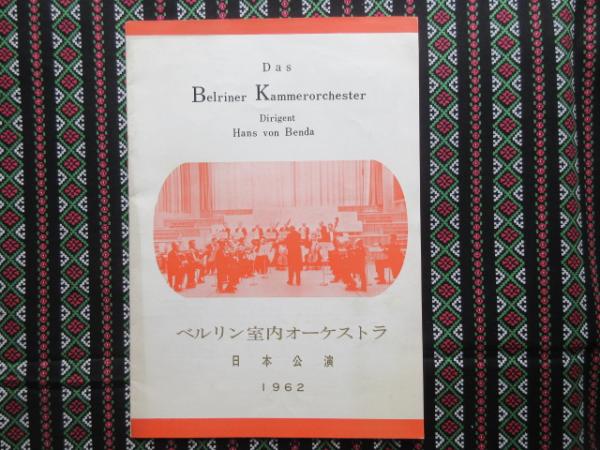 Das
Belriner Kammerorchester
Dirigent
Hans von Benda
ベルリン室内オーケストラ
日本公演
1962